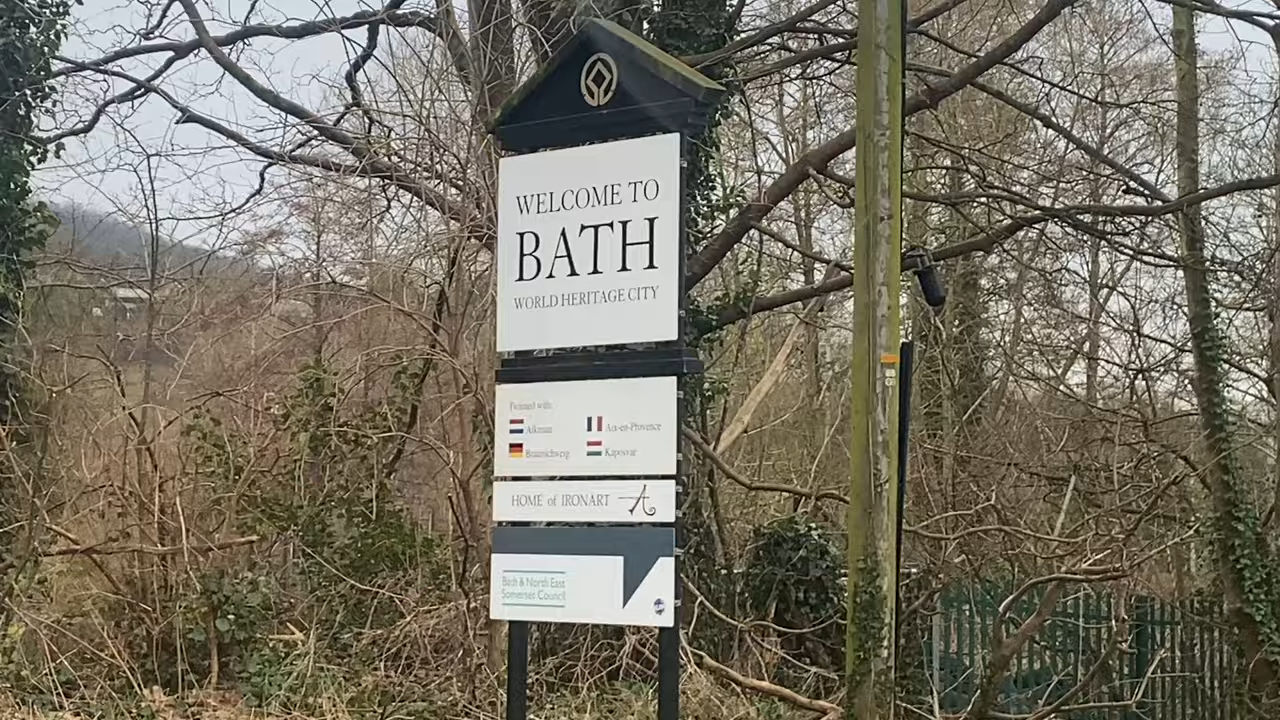 WELCOME TO
BATH
WORLD HERITAGE CITY
Twinned with:
Alkmaar
Aix-en-Provence
Braunschweig
Kaposvar
HOME of IRONART
Bath & North East
Somerset Council